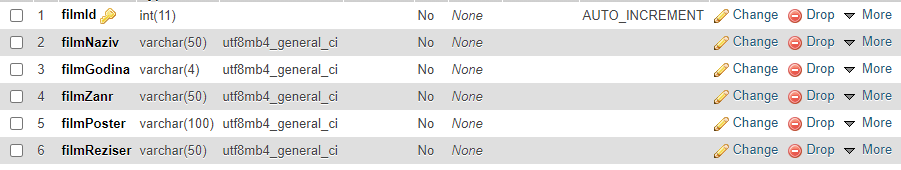 1 filmId int(11) No None AUTO_INCREMENT Change Drop More
2 filmNaziv varchar(50) utf8mb4_general_ci No None Change Drop More
3 filmGodina varchar(4) utf8mb4_general_ci No None Change Drop More
4 filmZanr varchar(50) utf8mb4_general_ci No None Change Drop More
5 filmPoster varchar(100) utf8mb4_general_ci No None Change Drop More
6 filmReziser varchar(50) utf8mb4_general_ci No None Change Drop More